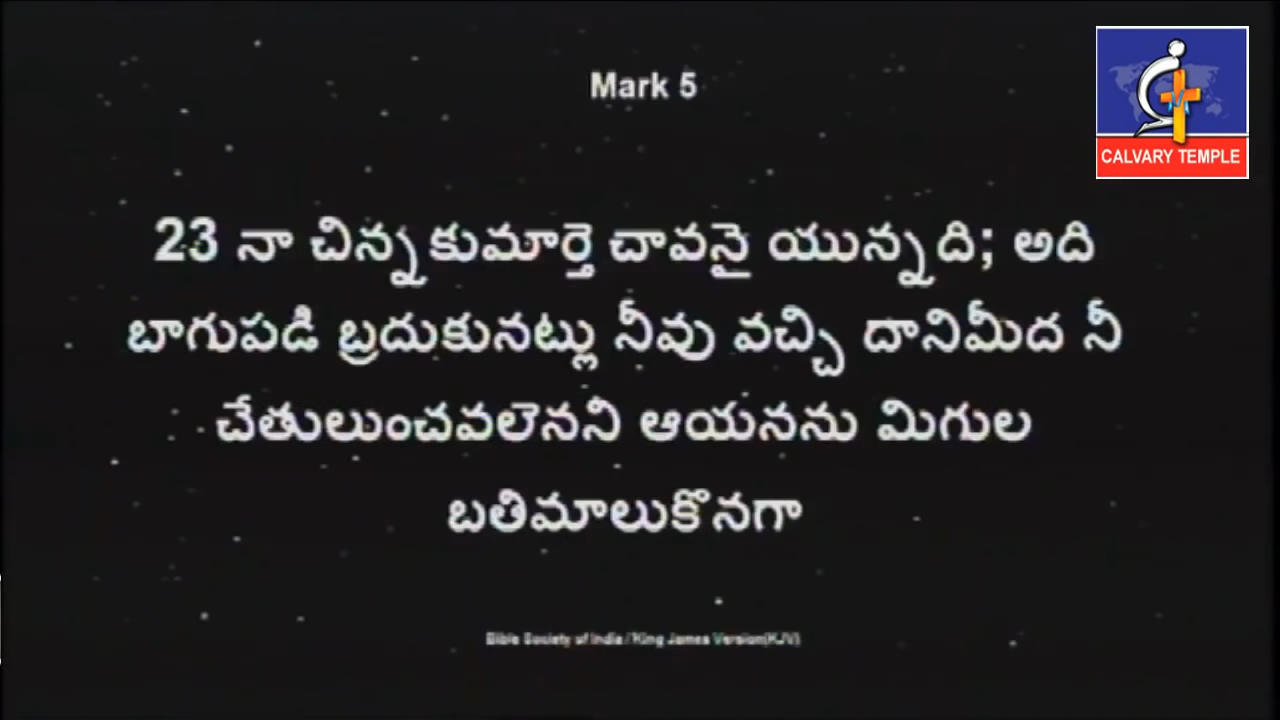 Mark 5
CALVARY TEMPLE
23 నా చిన్నకుమార్తె చావనై యున్నది; అది
బాగుపడి బ్రదుకునట్లు నీవు వచ్చి దానిమీద నీ
చేతులుంచవలెనని ఆయనను మిగుల
బతిమాలుకొనగా
Bible Society of India / King James Version(KJV)